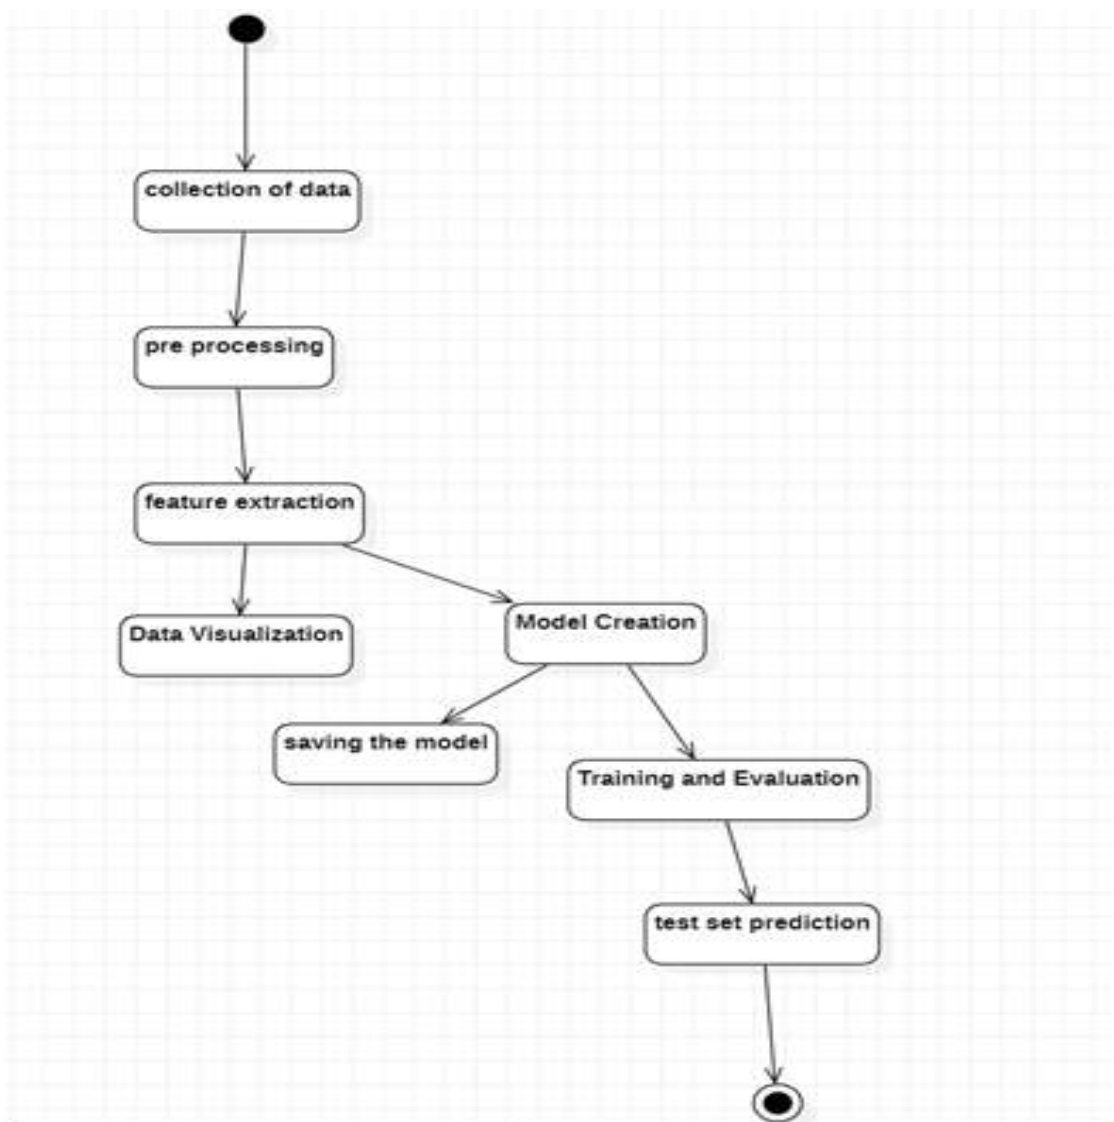 collection of data
pre processing
feature extraction
Data Visualization
Model Creation
saving the model
Training and Evaluation
test set prediction